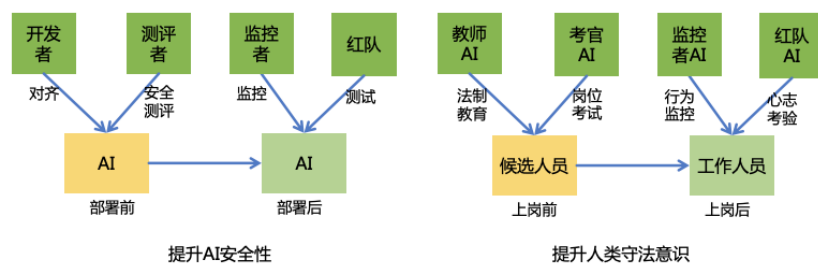 开发
者
测评
者
监控
者
红队
对齐
安全
测评
监控
测试
AI
AI
部署前
部署后
提升AI安全性
教师
AI
考官
AI
监控
者AI
红队
AI
法制
教育
岗位
考试
行为
监控
心志
考验
候选人员
工作人员
上岗前
上岗后
提升人类守法意识